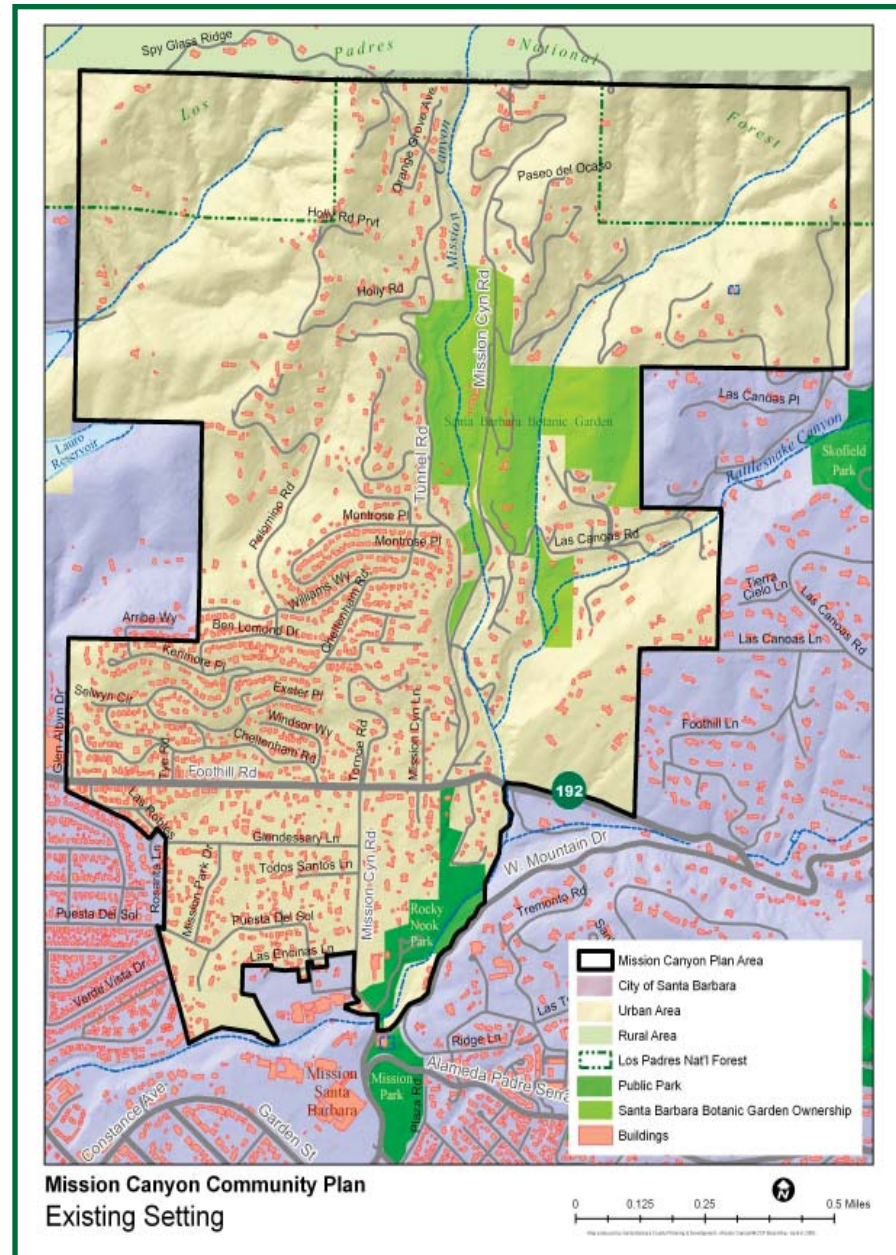 Spy Glass Ridge
Padres
National
Los
Forest
Orange Grove Ave
Canyon
Mission
Paseo del Ocaso
Holly Rd Prvt
Holly Rd
Mission Cyn Rd
Las Canoas Pl
Santa Barbara Botanic Garden
Rattlesnake Canyon
Skofield
Park
Lauro
Reservoir
Tunnel Rd
Palomino Rd
Montrose Pl
Montrose Pl
Las Canoas Rd
Williams Wy
Cheltenham Rd
Tierra
Cielo Ln
Las Canoas Rd
Arriba Wy
Ben Lomond Dr
Las Canoas Ln
Kenmore Pl
Exeter Pl
Selwyn Cir
Windsor Wy
Cheltenham Rd
Foothill Ln
Glen Albyn Dr
Tye Rd
Tornoe Rd
Mission Cyn Ln
Foothill Rd
192
Las Robles
Glendessary Ln
W. Mountain Dr
Rosanta Ln
Mission Park Dr
Todos Santos Ln
Mission Cyn Rd
Tremonto Rd
Puesta Del Sol
Puesta Del Sol
Rocky
Nook
Park
Las Encinas Ln
Verde Vista Dr
Ridge Ln
Mission
Santa
Barbara
Mission
Park
Plaza Rd
Alameda Padre Serra
Constance Ave
Garden St
Mission Canyon Plan Area
City of Santa Barbara
Urban Area
Rural Area
Los Padres Nat'l Forest
Public Park
Santa Barbara Botanic Garden Ownership
Buildings
Mission Canyon Community Plan
Existing Setting
N
0 0.125 0.25 0.5 Miles